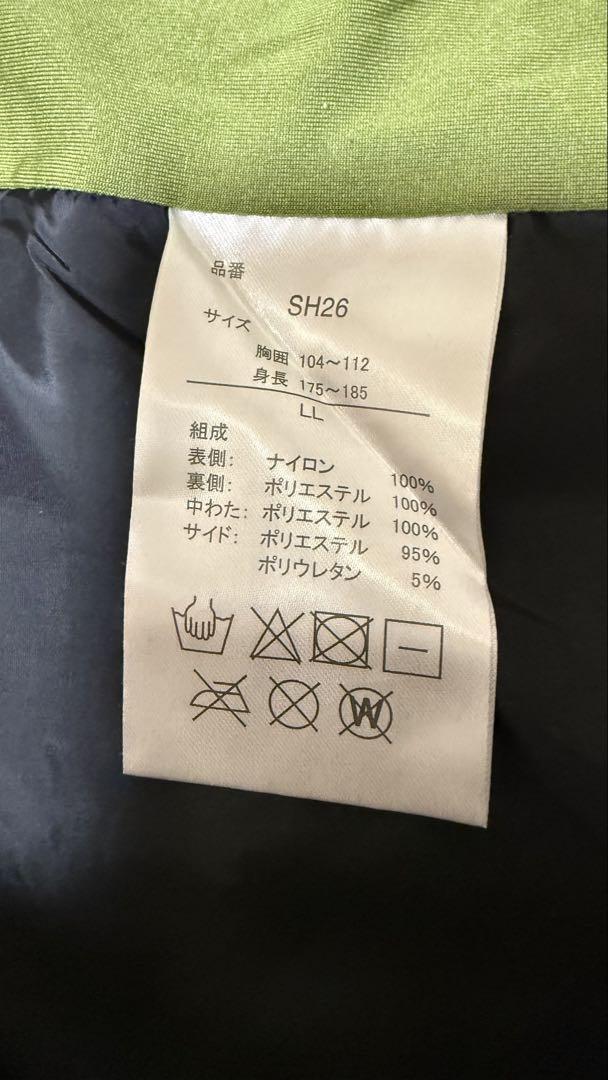 品番
SH26
サイズ
胸囲 104～112
身長 175～185
LL
組成
表側: ナイロン 100%
裏側: ポリエステル 100%
中わた: ポリエステル 100%
サイド: ポリエステル 95%
ポリウレタン 5%
W